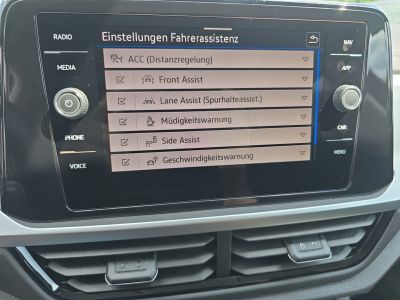 Einstellungen Fahrerassistenz
RADIO
MEDIA
PHONE
VOICE
ACC (Distanzregelung)
Front Assist
Lane Assist (Spurhalteassist.)
Müdigkeitswarnung
Side Assist
Geschwindigkeitswarnung
NAV
APP
CAR
MENU